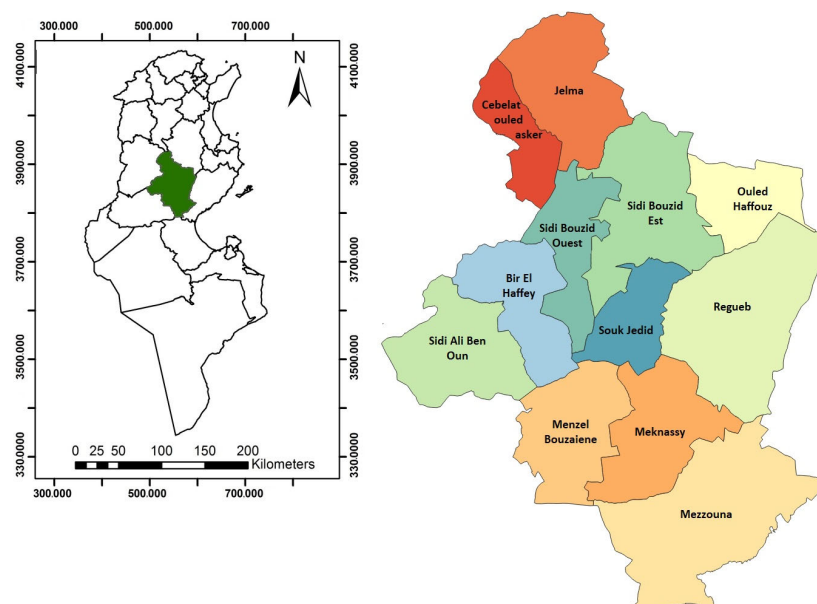 300.000 500.000 700.000
N
4100.000
3900.000
3700.000
3500.000
3300.000
4100.000
3900.000
3700.000
3500.000
3300.000
0 25 50 100 150 200
Kilometers
300.000 500.000 700.000
Jelma
Cebelat
ouled
asker
Ouled
Haffouz
Sidi Bouzid
Est
Sidi Bouzid
Ouest
Bir El
Haffey
Regueb
Souk Jedid
Sidi Ali Ben
Oun
Menzel
Bouzaiene
Meknassy
Mezzouna